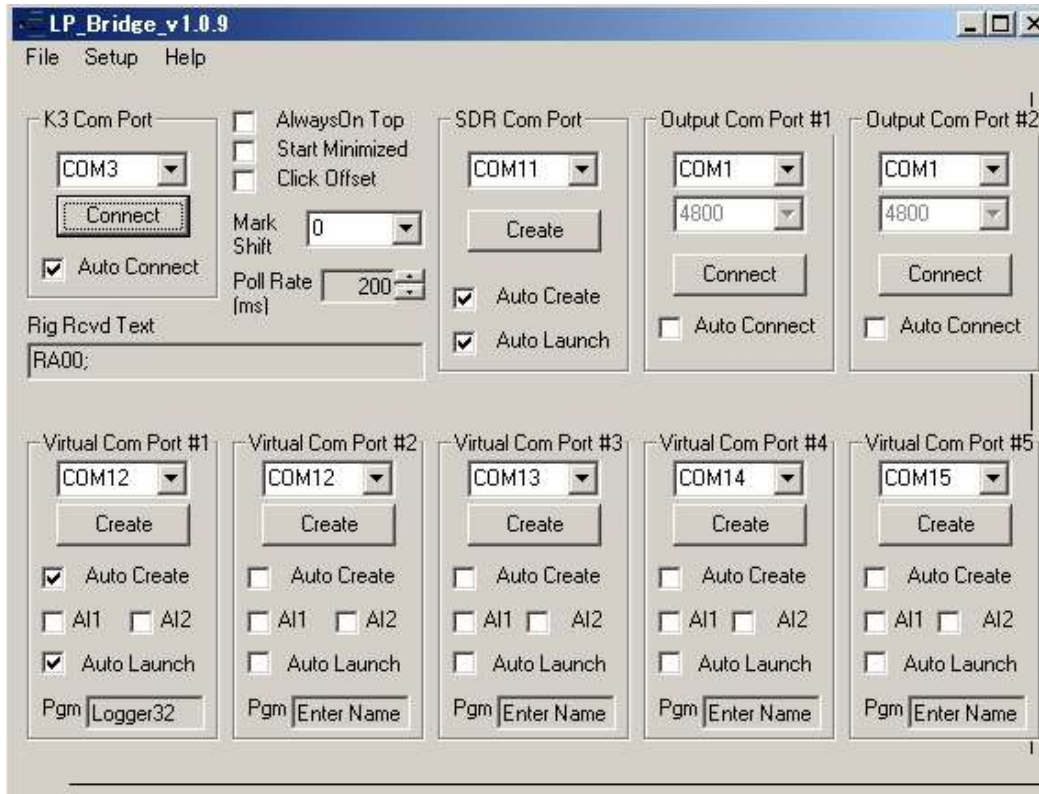 LP_Bridge_v1.0.9
File Setup Help
K3 Com Port
COM3
Connect
Auto Connect
AlwaysOn Top
Start Minimized
Click Offset
Mark Shift
0
Poll Rate (ms)
200
SDR Com Port
COM11
Create
Auto Create
Auto Launch
Output Com Port #1
COM1
4800
Connect
Auto Connect
Output Com Port #2
COM1
4800
Connect
Auto Connect
Rig Rcvd Text
RA00;
Virtual Com Port #1
COM12
Create
Auto Create
AI1 AI2
Auto Launch
Pgm Logger32
Virtual Com Port #2
COM12
Create
Auto Create
AI1 AI2
Auto Launch
Pgm Enter Name
Virtual Com Port #3
COM13
Create
Auto Create
AI1 AI2
Auto Launch
Pgm Enter Name
Virtual Com Port #4
COM14
Create
Auto Create
AI1 AI2
Auto Launch
Pgm Enter Name
Virtual Com Port #5
COM15
Create
Auto Create
AI1 AI2
Auto Launch
Pgm Enter Name